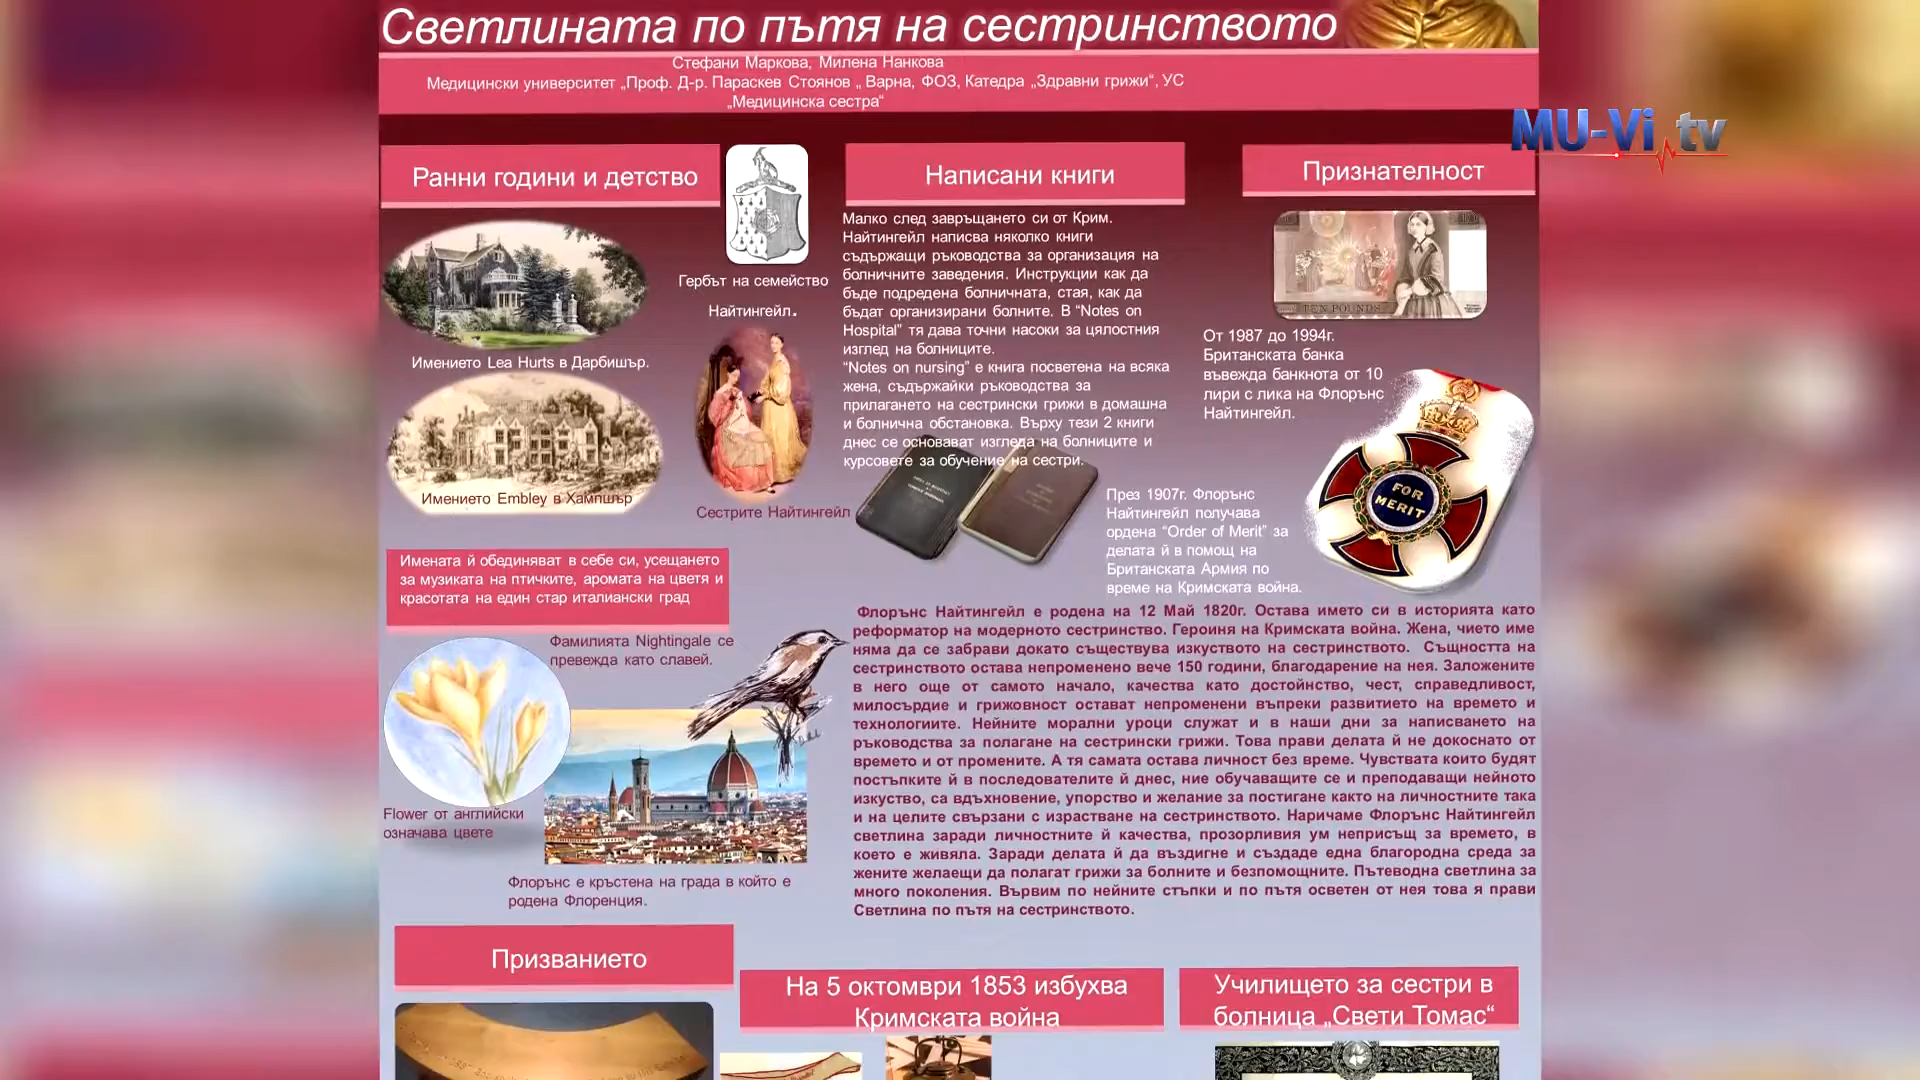 Светлината по пътя на сестринството
Стефани Маркова, Милена Нанкова
Медицински университет „Проф. Д-р. Параскев Стоянов „ Варна, ФОЗ, Катедра „Здравни грижи“, УС
„Медицинска сестра“
MU-Vi.tv
Ранни години и детство
Гербът на семейство
Найтингейл.
Имението Lea Hurts в Дарбишър.
Имението Embley в Хампшър
Сестрите Найтингейл
Имената й обединяват в себе си, усещането
за музиката на птичките, аромата на цветя и
красотата на един стар италиански град
Фамилията Nightingale се
превежда като славей.
Flower от английски
означава цвете
Флорънс е кръстена на града в който е
родена Флоренция.
Написани книги
Малко след завръщането си от Крим.
Найтингейл написва няколко книги
съдържащи ръководства за организация на
болничните заведения. Инструкции как да
бъде подредена болничната, стая, как да
бъдат организирани болните. В “Notes on
Hospital” тя дава точни насоки за цялостния
изглед на болниците.
“Notes on nursing” е книга посветена на всяка
жена, съдържайки ръководства за
прилагането на сестрински грижи в домашна
и болнична обстановка. Върху тези 2 книги
днес се основават изгледа на болниците и
курсовете за обучение на сестри.
Признателност
TEN POUNDS
От 1987 до 1994г.
Британската банка
въвежда банкнота от 10
лири с лика на Флорънс
Найтингейл.
FOR
MERIT
През 1907г. Флорънс
Найтингейл получава
ордена “Order of Merit” за
делата й в помощ на
Британската Армия по
време на Кримската война.
Флорънс Найтингейл е родена на 12 Май 1820г. Остава името си в историята като
реформатор на модерното сестринство. Героиня на Кримската война. Жена, чието име
няма да се забрави докато съществува изкуството на сестринството. Същността на
сестринството остава непроменено вече 150 години, благодарение на нея. Заложените
в него още от самото начало, качества като достойнство, чест, справедливост,
милосърдие и грижовност остават непроменени въпреки развитието на времето и
технологиите. Нейните морални уроци служат и в наши дни за написването на
ръководства за полагане на сестрински грижи. Това прави делата й не докоснато от
времето и от промените. А тя самата остава личност без време. Чувствата които будят
постъпките й в последователите й днес, ние обучаващите се и преподаващи нейното
изкуство, са вдъхновение, упорство и желание за постигане както на личностните така
и на целите свързани с израстване на сестринството. Наричаме Флорънс Найтингейл
светлина заради личностните й качества, прозорливия ум неприсъщ за времето, в
което е живяла. Заради делата й да въздигне и създаде една благородна среда за
жените желаещи да полагат грижи за болните и безпомощните. Пътеводна светлина за
много поколения. Вървим по нейните стъпки и по пътя осветен от нея това я прави
Светлина по пътя на сестринството.
Призванието
На 5 октомври 1853 избухва
Кримската война
Училището за сестри в
болница „Свети Томас“